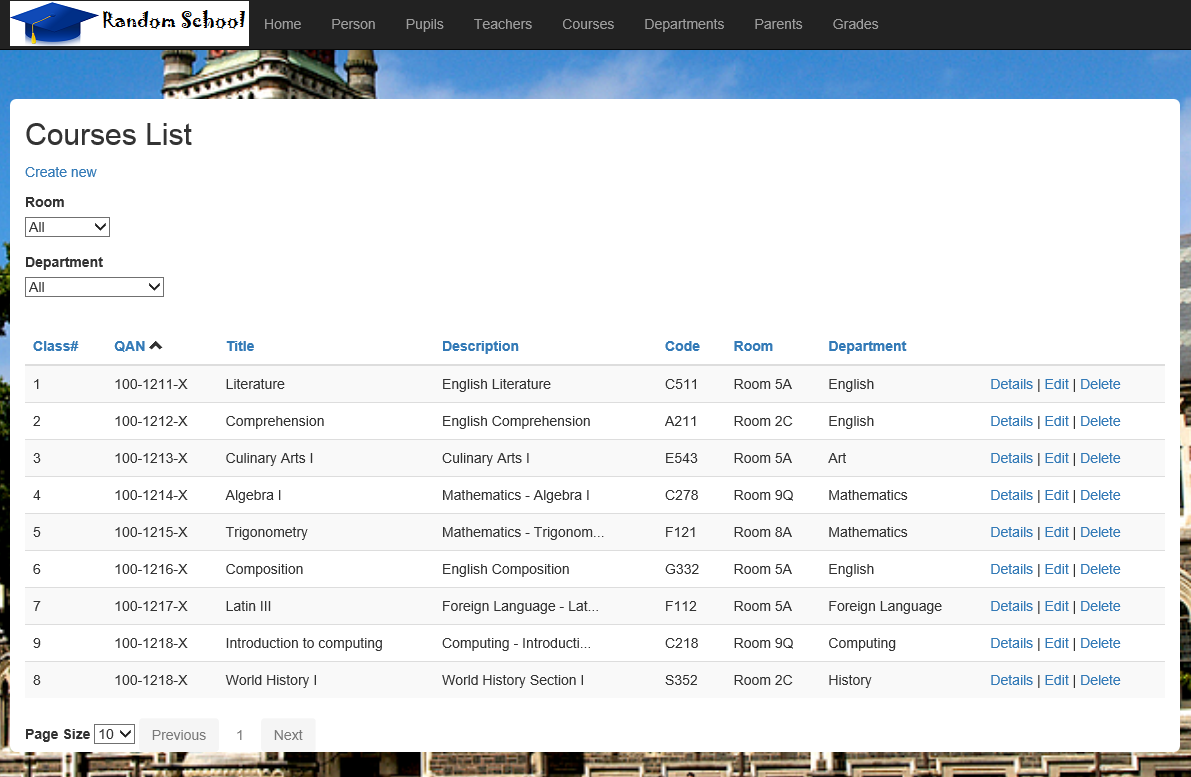 Random School Home Person Pupils Teachers Courses Departments Parents Grades
Courses List
Create new
Room
All
Department
All
Class# QAN Title Description Code Room Department
1 100-1211-X Literature English Literature C511 Room 5A English Details | Edit | Delete
2 100-1212-X Comprehension English Comprehension A211 Room 2C English Details | Edit | Delete
3 100-1213-X Culinary Arts I Culinary Arts I E543 Room 5A Art Details | Edit | Delete
4 100-1214-X Algebra I Mathematics - Algebra I C278 Room 9Q Mathematics Details | Edit | Delete
5 100-1215-X Trigonometry Mathematics - Trigonom... F121 Room 8A Mathematics Details | Edit | Delete
6 100-1216-X Composition English Composition G332 Room 5A English Details | Edit | Delete
7 100-1217-X Latin III Foreign Language - Lat... F112 Room 5A Foreign Language Details | Edit | Delete
9 100-1218-X Introduction to computing Computing - Introducti... C218 Room 9Q Computing Details | Edit | Delete
8 100-1218-X World History I World History Section I S352 Room 2C History Details | Edit | Delete
Page Size 10 Previous 1 Next